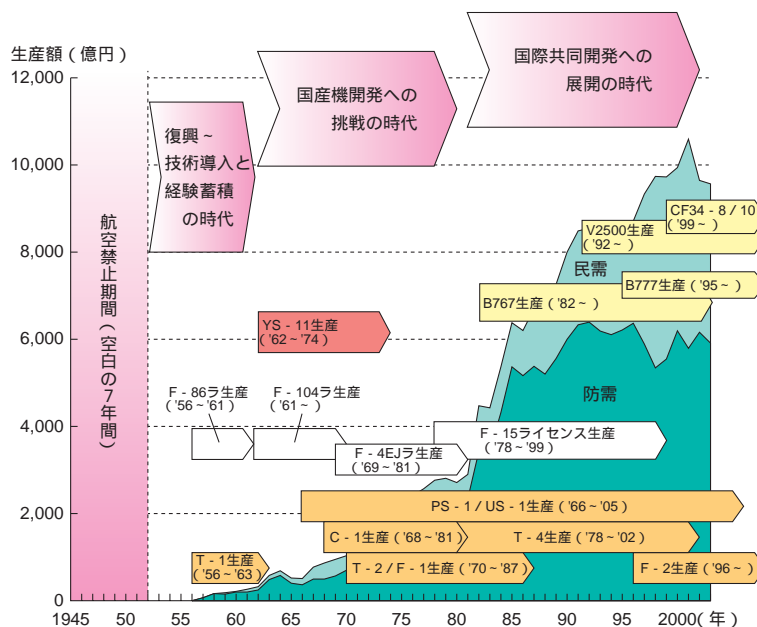 生産額（億円）
12,000
10,000
8,000
6,000
4,000
2,000
0
1945
50
55
60
65
70
75
80
85
90
95
2000(年)
航空禁止期間（空白の7年間）
復興～
技術導入と
経験蓄積
の時代
国産機開発への
挑戦の時代
国際共同開発への
展開の時代
CF34 - 8 / 10
（'99～）
V2500生産
（'92～）
民需
B777生産（'95～）
B767生産（'82～）
YS - 11生産
（'62～'74）
防需
F - 86ラ生産
（'56～'61）
F - 104ラ生産
（'61～）
F - 15ライセンス生産
（'78～'99）
F - 4EJラ生産
（'69～'81）
PS - 1 / US - 1生産（'66～'05）
C - 1生産（'68～'81）
T - 4生産（'78～'02）
T - 1生産
（'56～'63）
T - 2 / F - 1生産（'70～'87）
F - 2生産（'96～）